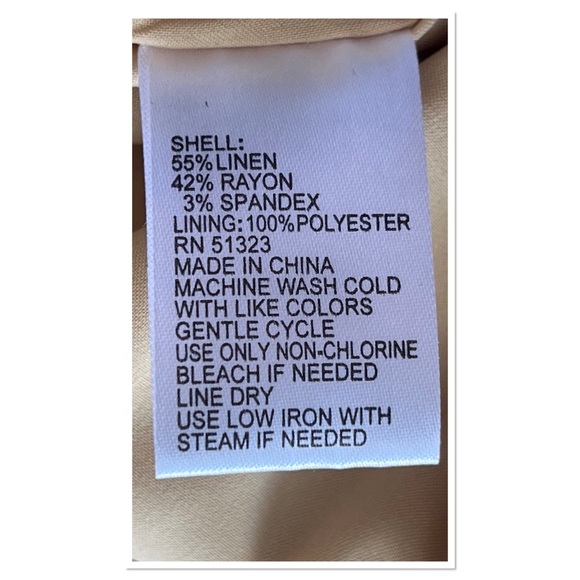 SHELL:
55% LINEN
42% RAYON
3% SPANDEX
LINING: 100% POLYESTER
RN 51323
MADE IN CHINA
MACHINE WASH COLD
WITH LIKE COLORS
GENTLE CYCLE
USE ONLY NON-CHLORINE
BLEACH IF NEEDED
LINE DRY
USE LOW IRON WITH
STEAM IF NEEDED